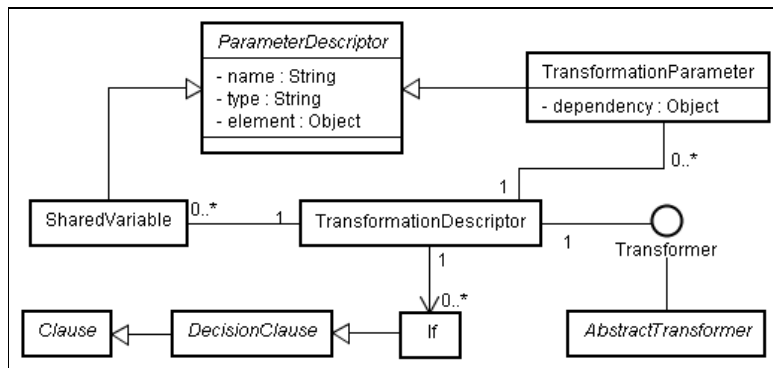 ParameterDescriptor
- name : String
- type : String
- element : Object
TransformationParameter
- dependency : Object
0..*
1
SharedVariable
0..*
1
TransformationDescriptor
1
Transformer
1
0..*
Clause
DecisionClause
If
AbstractTransformer